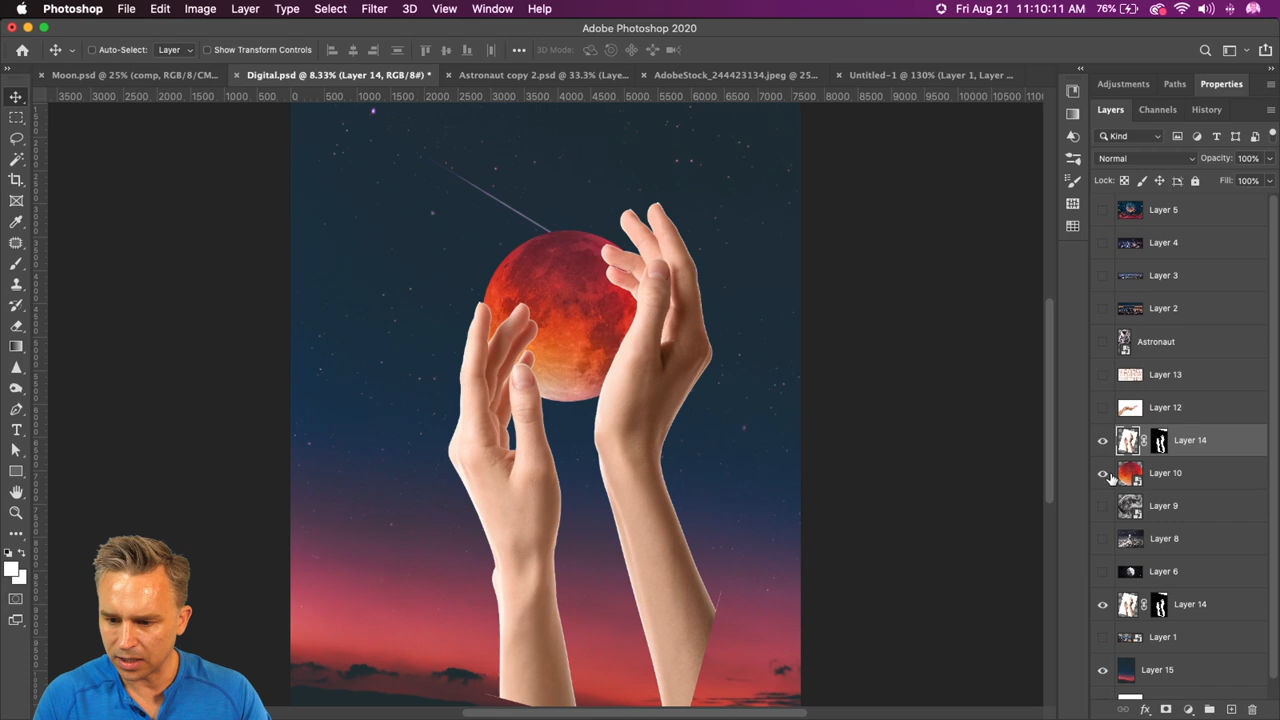 Photoshop File Edit Image Layer Type Select Filter 3D View Window Help 76% Fri Aug 21 11:10:11 AM
Adobe Photoshop 2020
Auto-Select: Layer Show Transform Controls 3D Mode:
Moon.psd @ 25% (comp, RGB/8/CM... Digital.psd @ 8.33% (Layer 14, RGB/8#) * Astronaut copy 2.psd @ 33.3% (Laye... AdobeStock_244423134.jpeg @ 25... Untitled-1 @ 130% (Layer 1, Layer ...
3500 3000 2500 2000 1500 1000 500 0 500 1000 1500 2000 2500 3000 3500 4000 4500 5000 5500 6000 6500 7000 7500 8000 8500 9000 9500 10000 10500
Adjustments Paths Properties
Layers Channels History
Kind
Normal Opacity: 100%
Lock: Fill: 100%
Layer 5
Layer 4
Layer 3
Layer 2
Astronaut
Layer 13
Layer 12
Layer 14
Layer 10
Layer 9
Layer 8
Layer 6
Layer 14
Layer 1
Layer 15